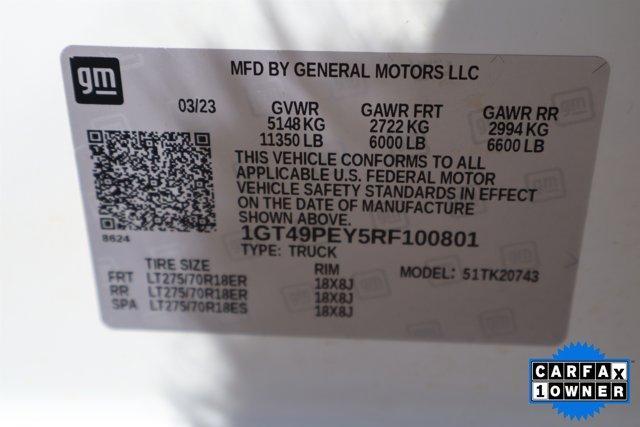 gm
MFD BY GENERAL MOTORS LLC
03/23 GVWR GAWR FRT GAWR RR
5148 KG 2722 KG 2994 KG
11350 LB 6000 LB 6600 LB
THIS VEHICLE CONFORMS TO ALL
APPLICABLE U.S. FEDERAL MOTOR
VEHICLE SAFETY STANDARDS IN EFFECT
ON THE DATE OF MANUFACTURE
SHOWN ABOVE.
8624
1GT49PEY5RF100801
TYPE: TRUCK
TIRE SIZE RIM MODEL: 51TK20743
FRT LT275/70R18ER 18X8J
RR LT275/70R18ER 18X8J
SPA LT275/70R18ES 18X8J
CARFAX
1 OWNER